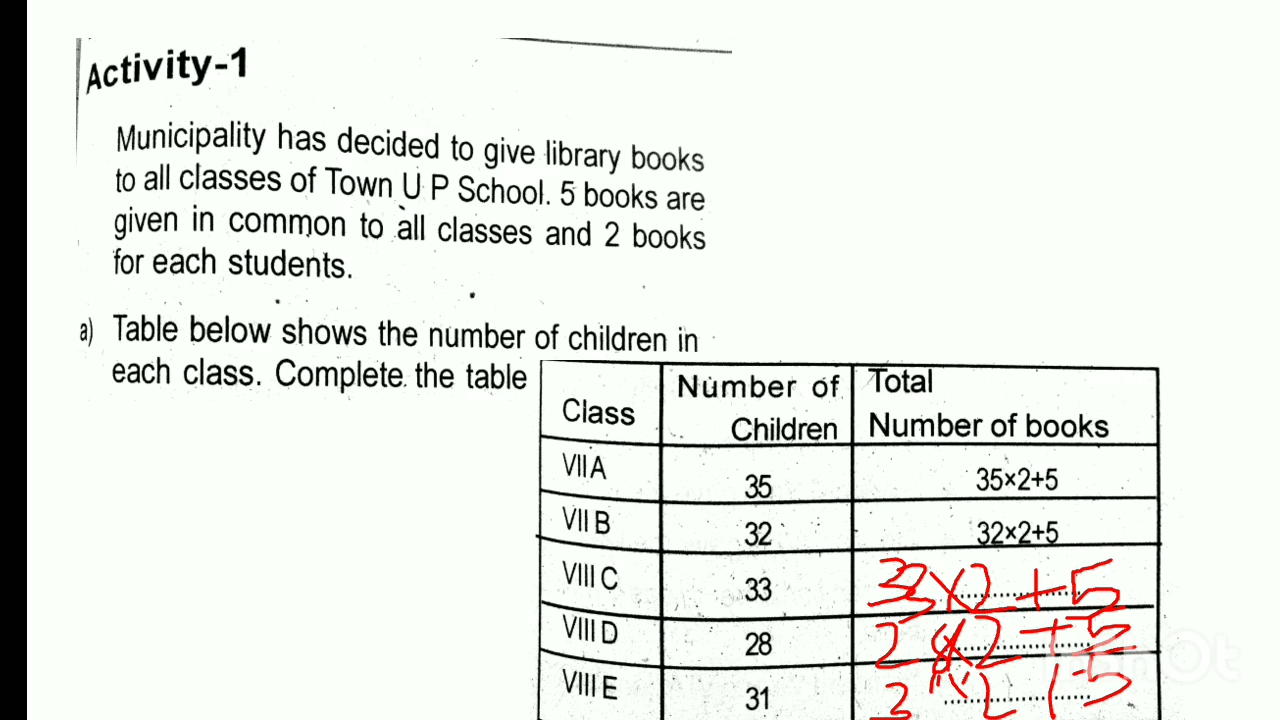 Activity-1
Municipality has decided to give library books
to all classes of Town U P School. 5 books are
given in common to all classes and 2 books
for each students.
a) Table below shows the number of children in
each class. Complete the table
Class Number of Children Total Number of books
VII A 35 35×2+5
VII B 32 32×2+5
VIII C 33 33×2+5
VIII D 28 28×2+5
VIII E 31